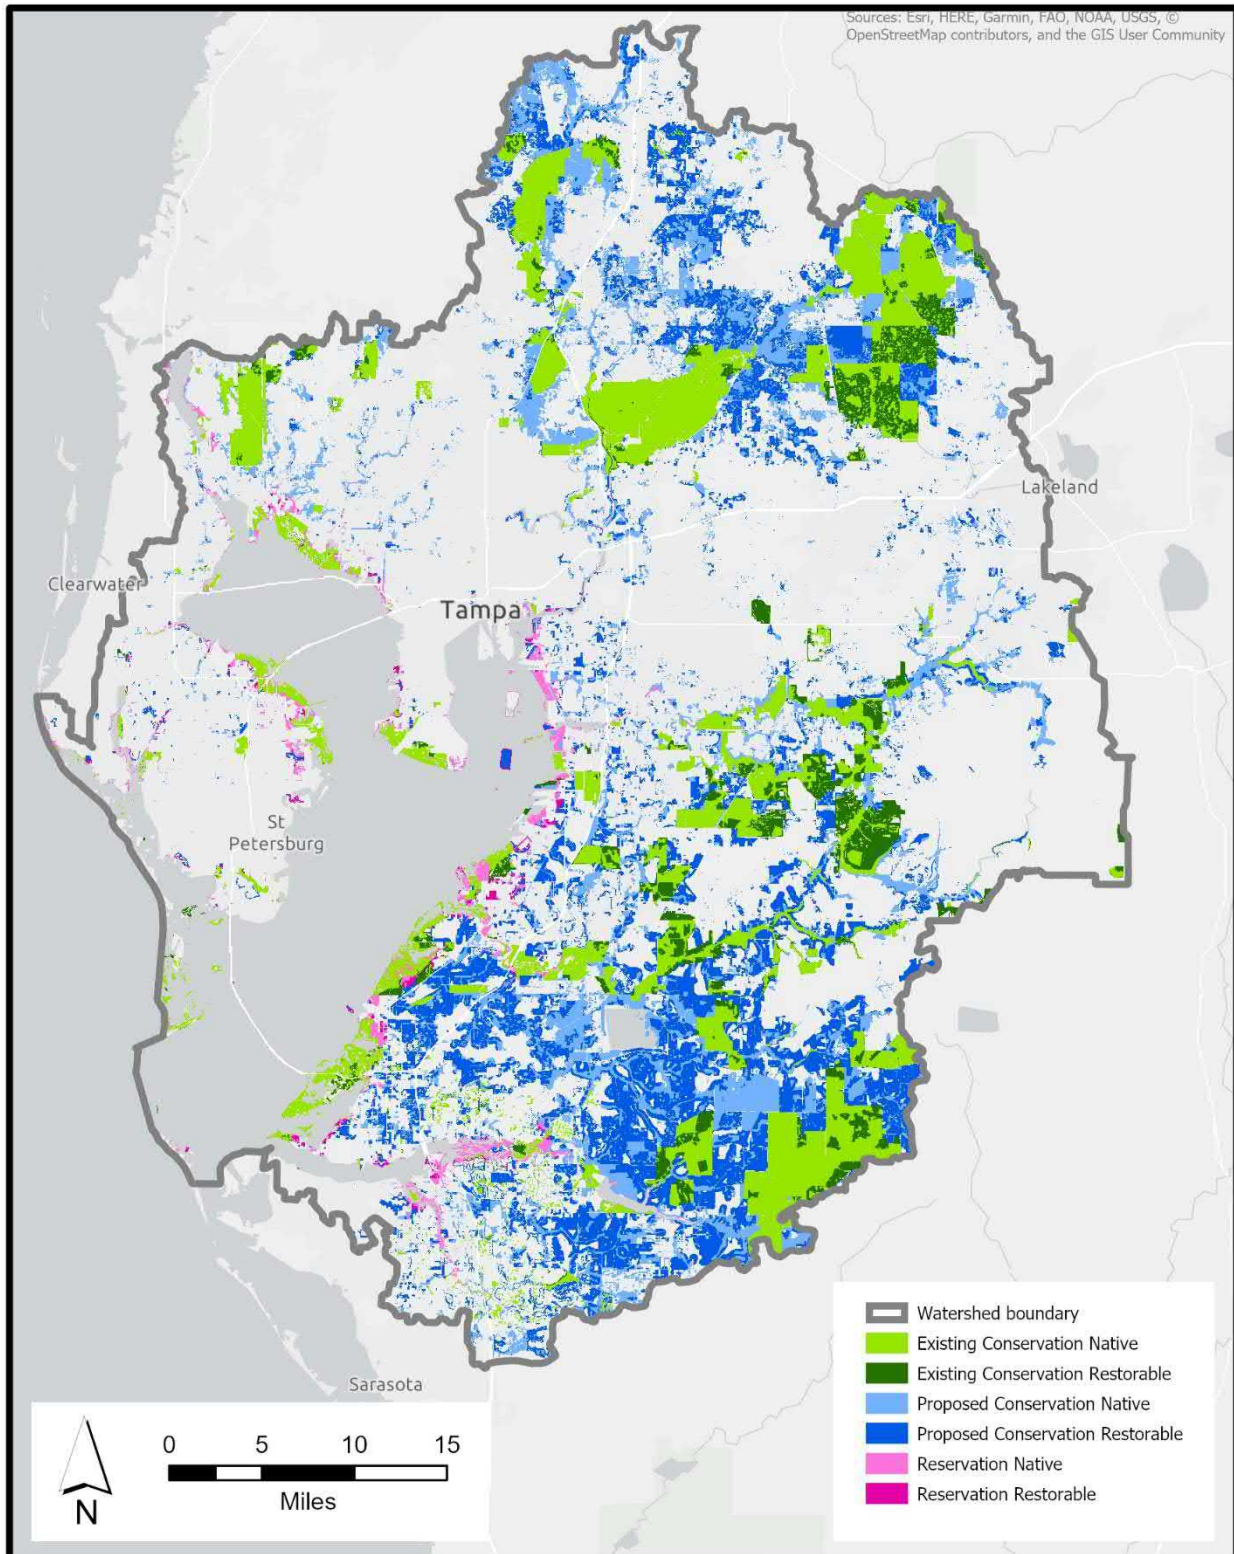 Sources: Esri, HERE, Garmin, FAO, NOAA, USGS, ©
OpenStreetMap contributors, and the GIS User Community
Lakeland
Clearwater
Tampa
St
Petersburg
Sarasota
Watershed boundary
Existing Conservation Native
Existing Conservation Restorable
Proposed Conservation Native
Proposed Conservation Restorable
Reservation Native
Reservation Restorable
0 5 10 15
Miles
N